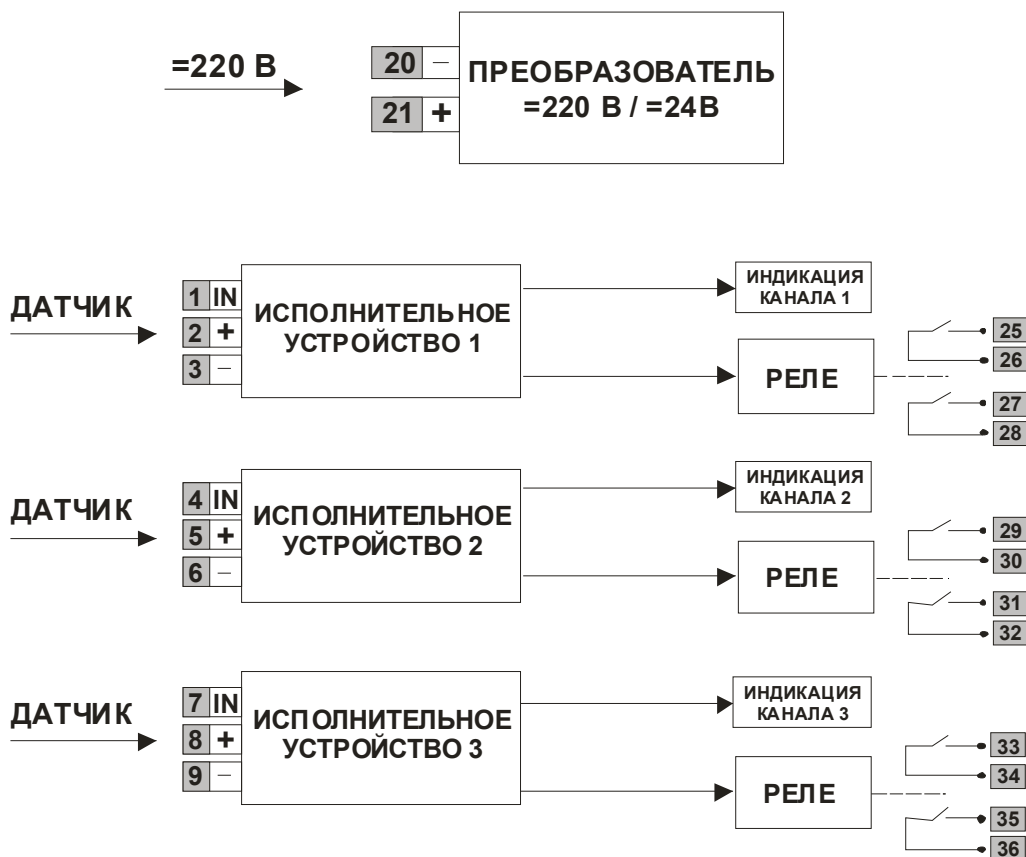 =220 В
20 –
21 +
ПРЕОБРАЗОВАТЕЛЬ
=220 В / =24В
ДАТЧИК
1 IN
2 +
3 –
ИСПОЛНИТЕЛЬНОЕ
УСТРОЙСТВО 1
ИНДИКАЦИЯ
КАНАЛА 1
РЕЛЕ
25
26
27
28
ДАТЧИК
4 IN
5 +
6 –
ИСПОЛНИТЕЛЬНОЕ
УСТРОЙСТВО 2
ИНДИКАЦИЯ
КАНАЛА 2
РЕЛЕ
29
30
31
32
ДАТЧИК
7 IN
8 +
9 –
ИСПОЛНИТЕЛЬНОЕ
УСТРОЙСТВО 3
ИНДИКАЦИЯ
КАНАЛА 3
РЕЛЕ
33
34
35
36